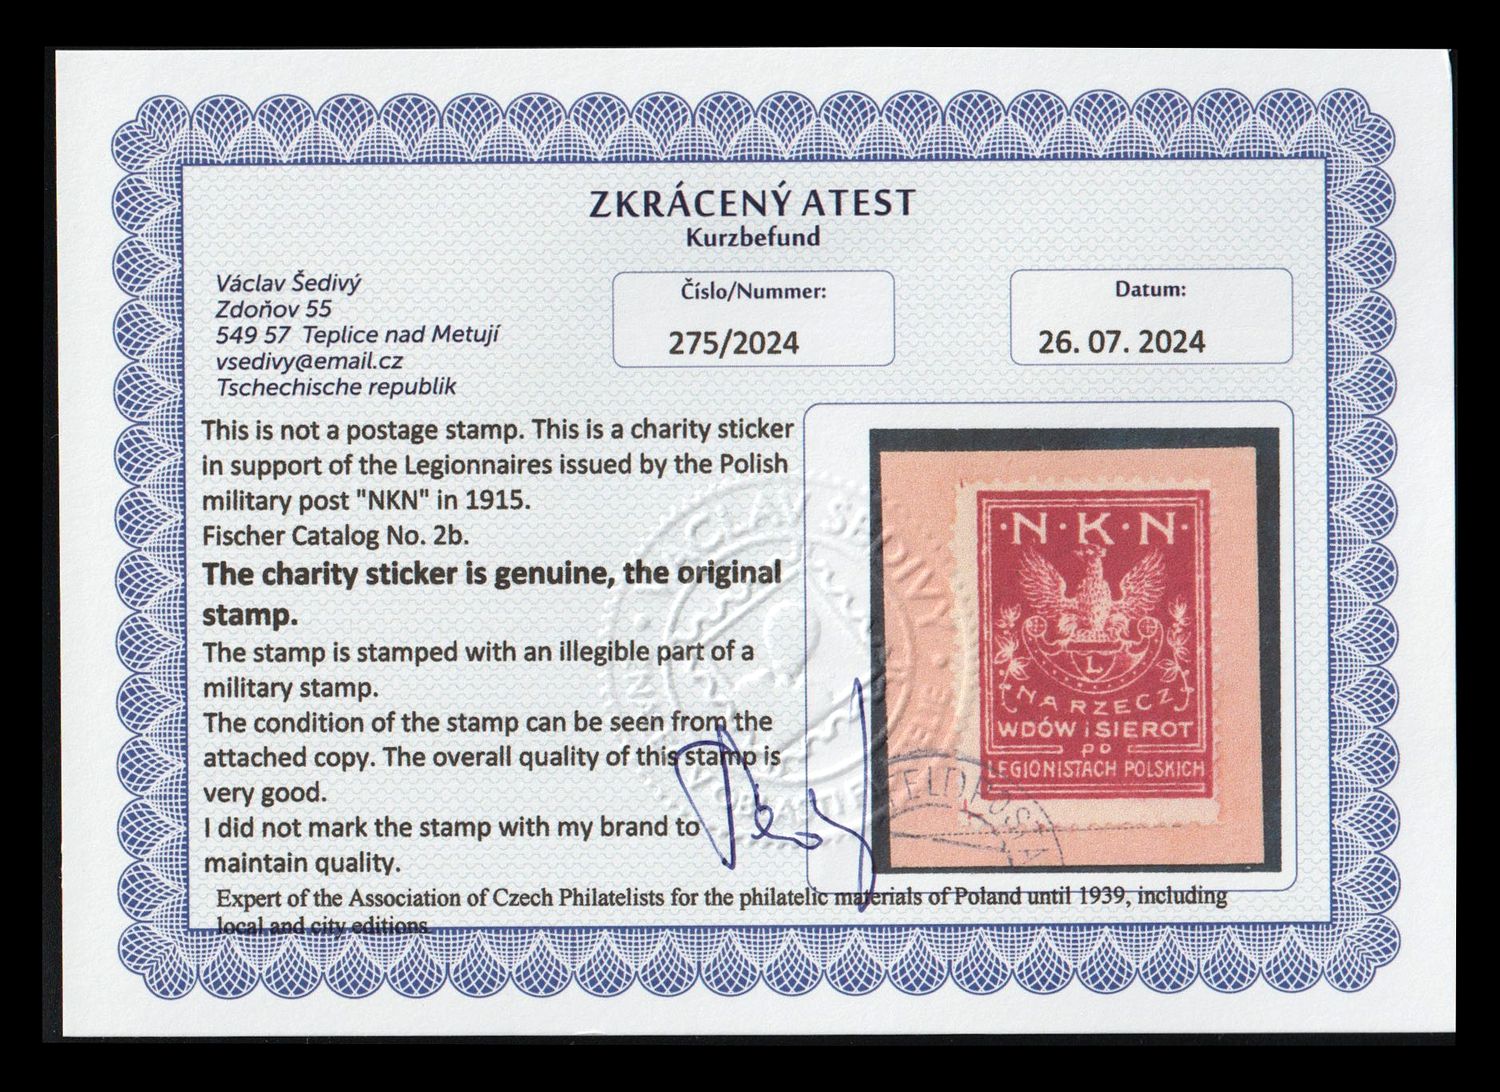 ZKRÁCENÝ ATEST
Kurzbefund
Václav Šedivý
Zdoňov 55
549 57 Teplice nad Metují
vsedivy@email.cz
Tschechische republik
Číslo/Nummer:
275/2024
Datum:
26. 07. 2024
This is not a postage stamp. This is a charity sticker
in support of the Legionnaires issued by the Polish
military post "NKN" in 1915.
Fischer Catalog No. 2b.
The charity sticker is genuine, the original
stamp.
The stamp is stamped with an illegible part of a
military stamp.
The condition of the stamp can be seen from the
attached copy. The overall quality of this stamp is
very good.
I did not mark the stamp with my brand to
maintain quality.
·N·K·N·
L
NA RZECZ
WDÓW i SIEROT
PO
LEGIONISTACH POLSKICH
FELDPOSTA
Expert of the Association of Czech Philatelists for the philatelic materials of Poland until 1939, including
local and city editions